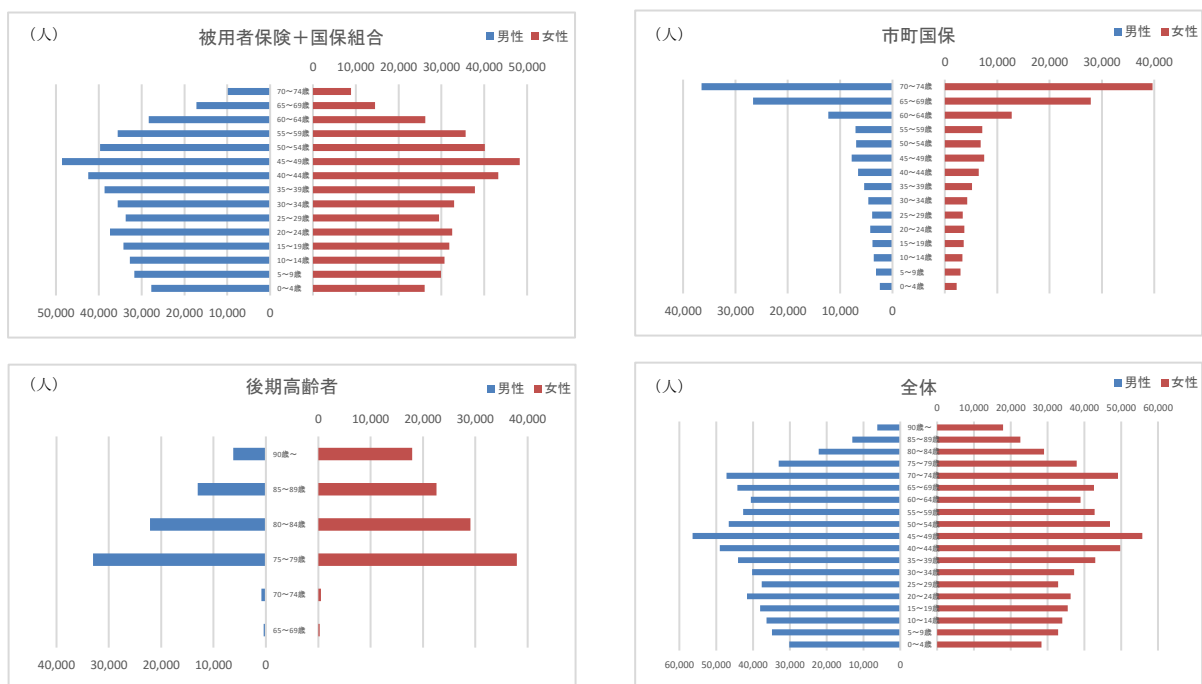 （人）
被用者保険＋国保組合
男性 女性
0 10,000 20,000 30,000 40,000 50,000
70～74歳
65～69歳
60～64歳
55～59歳
50～54歳
45～49歳
40～44歳
35～39歳
30～34歳
25～29歳
20～24歳
15～19歳
10～14歳
5～9歳
0～4歳
50,000 40,000 30,000 20,000 10,000 0
（人）
市町国保
男性 女性
0 10,000 20,000 30,000 40,000
70～74歳
65～69歳
60～64歳
55～59歳
50～54歳
45～49歳
40～44歳
35～39歳
30～34歳
25～29歳
20～24歳
15～19歳
10～14歳
5～9歳
0～4歳
40,000 30,000 20,000 10,000 0
（人）
後期高齢者
男性 女性
0 10,000 20,000 30,000 40,000
90歳～
85～89歳
80～84歳
75～79歳
70～74歳
65～69歳
40,000 30,000 20,000 10,000 0
（人）
全体
男性 女性
0 10,000 20,000 30,000 40,000 50,000 60,000
90歳～
85～89歳
80～84歳
75～79歳
70～74歳
65～69歳
60～64歳
55～59歳
50～54歳
45～49歳
40～44歳
35～39歳
30～34歳
25～29歳
20～24歳
15～19歳
10～14歳
5～9歳
0～4歳
60,000 50,000 40,000 30,000 20,000 10,000 0